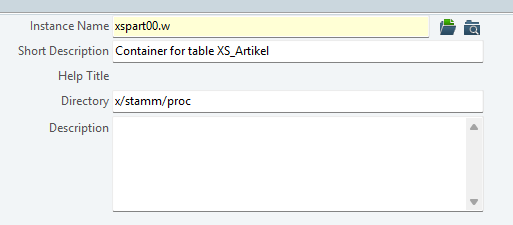 Instance Name xspart00.w
Short Description Container for table XS_Artikel
Help Title
Directory x/stamm/proc
Description